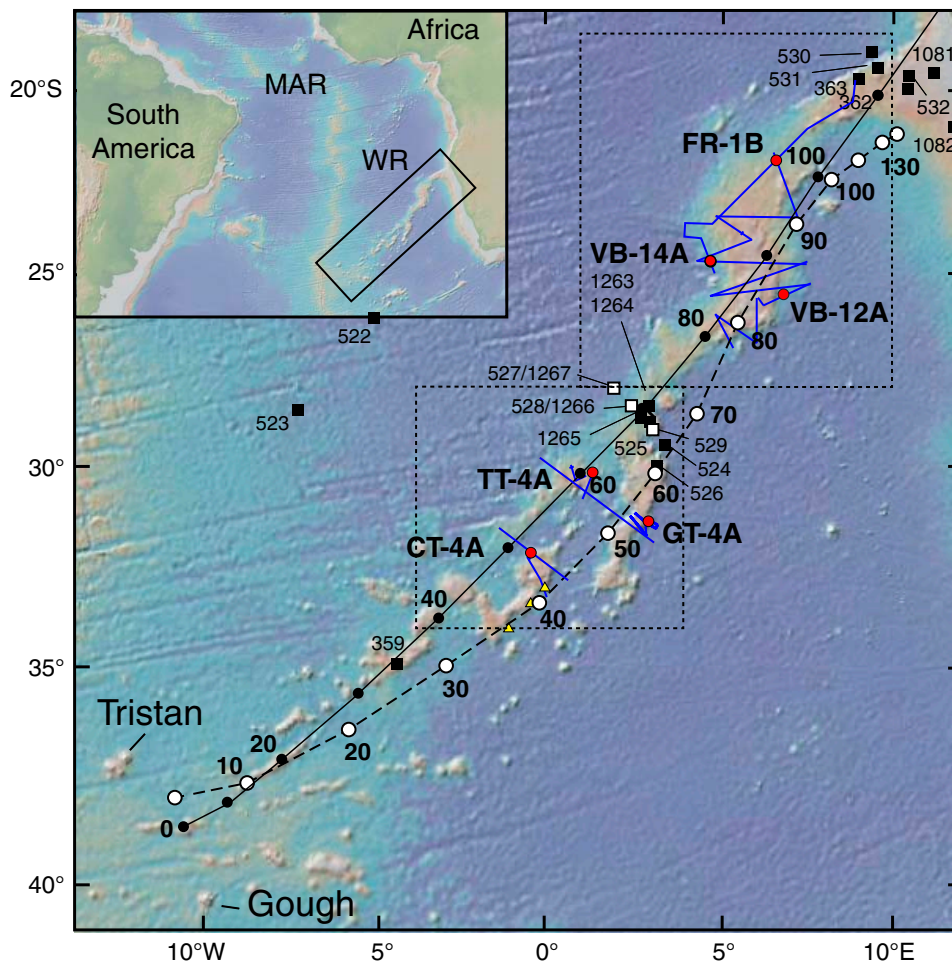 Africa
MAR
South
America
WR
530
531
363
362
1081
532
1082
20°S
FR-1B
100
130
100
90
VB-14A
1263
1264
VB-12A
25°
522
80
80
527/1267
528/1266
523
1265
525
529
524
526
70
30°
TT-4A
60
60
GT-4A
50
CT-4A
40
40
359
35°
30
Tristan
20
20
10
0
40°
Gough
10°W
5°
0°
5°
10°E